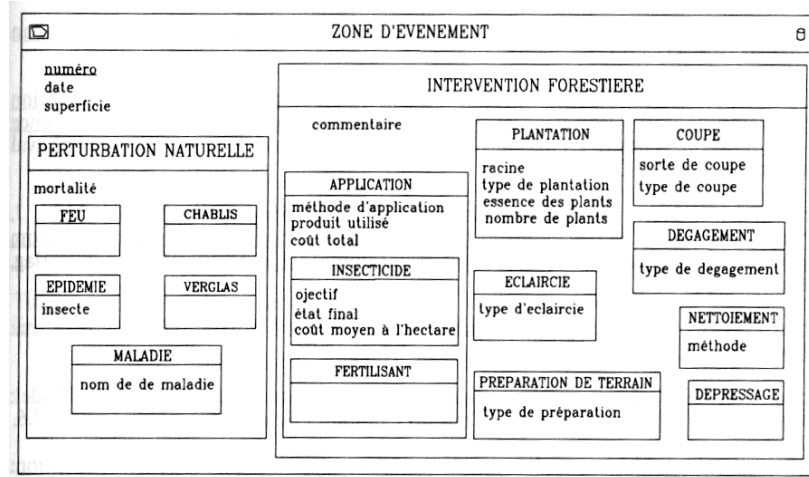 ZONE D'EVENEMENT
numéro
date
superficie
PERTURBATION NATURELLE
mortalité
FEU
CHABLIS
EPIDEMIE
insecte
VERGLAS
MALADIE
nom de de maladie
INTERVENTION FORESTIERE
commentaire
APPLICATION
méthode d'application
produit utilisé
coût total
INSECTICIDE
ojectif
état final
coût moyen à l'hectare
FERTILISANT
PLANTATION
racine
type de plantation
essence des plants
nombre de plants
ECLAIRCIE
type d'eclaircie
PREPARATION DE TERRAIN
type de préparation
COUPE
sorte de coupe
type de coupe
DEGAGEMENT
type de degagement
NETTOIEMENT
méthode
DEPRESSAGE